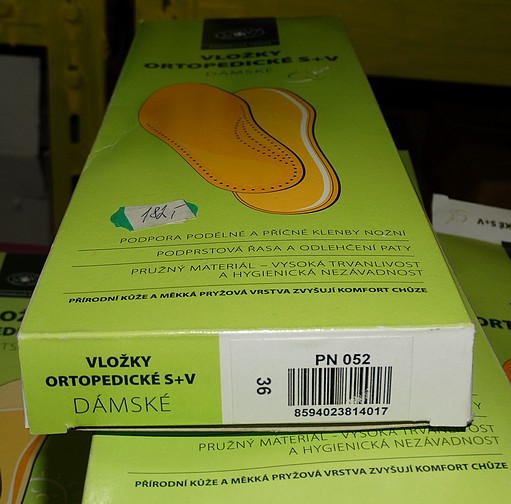 VLOŽKY
ORTOPEDICKÉ S+V
DÁMSKÉ
182,-
PODPORA PODÉLNÉ A PŘÍČNÉ KLENBY NOŽNÍ
PODPRSTOVÁ ŘASA A ODLEHČENÍ PATY
PRUŽNÝ MATERIÁL – VYSOKÁ TRVANLIVOST
A HYGIENICKÁ NEZÁVADNOST
PŘÍRODNÍ KŮŽE A MĚKKÁ PRYŽOVÁ VRSTVA ZVYŠUJÍ KOMFORT CHŮZE
VLOŽKY
ORTOPEDICKÉ S+V
DÁMSKÉ
36
PN 052
8594023814017
PRUŽNÝ MATERIÁL – VYSOKÁ TRVANLIVOST
A HYGIENICKÁ NEZÁVADNOST
PŘÍRODNÍ KŮŽE A MĚKKÁ PRYŽOVÁ VRSTVA ZVYŠUJÍ KOMFORT CHŮZE